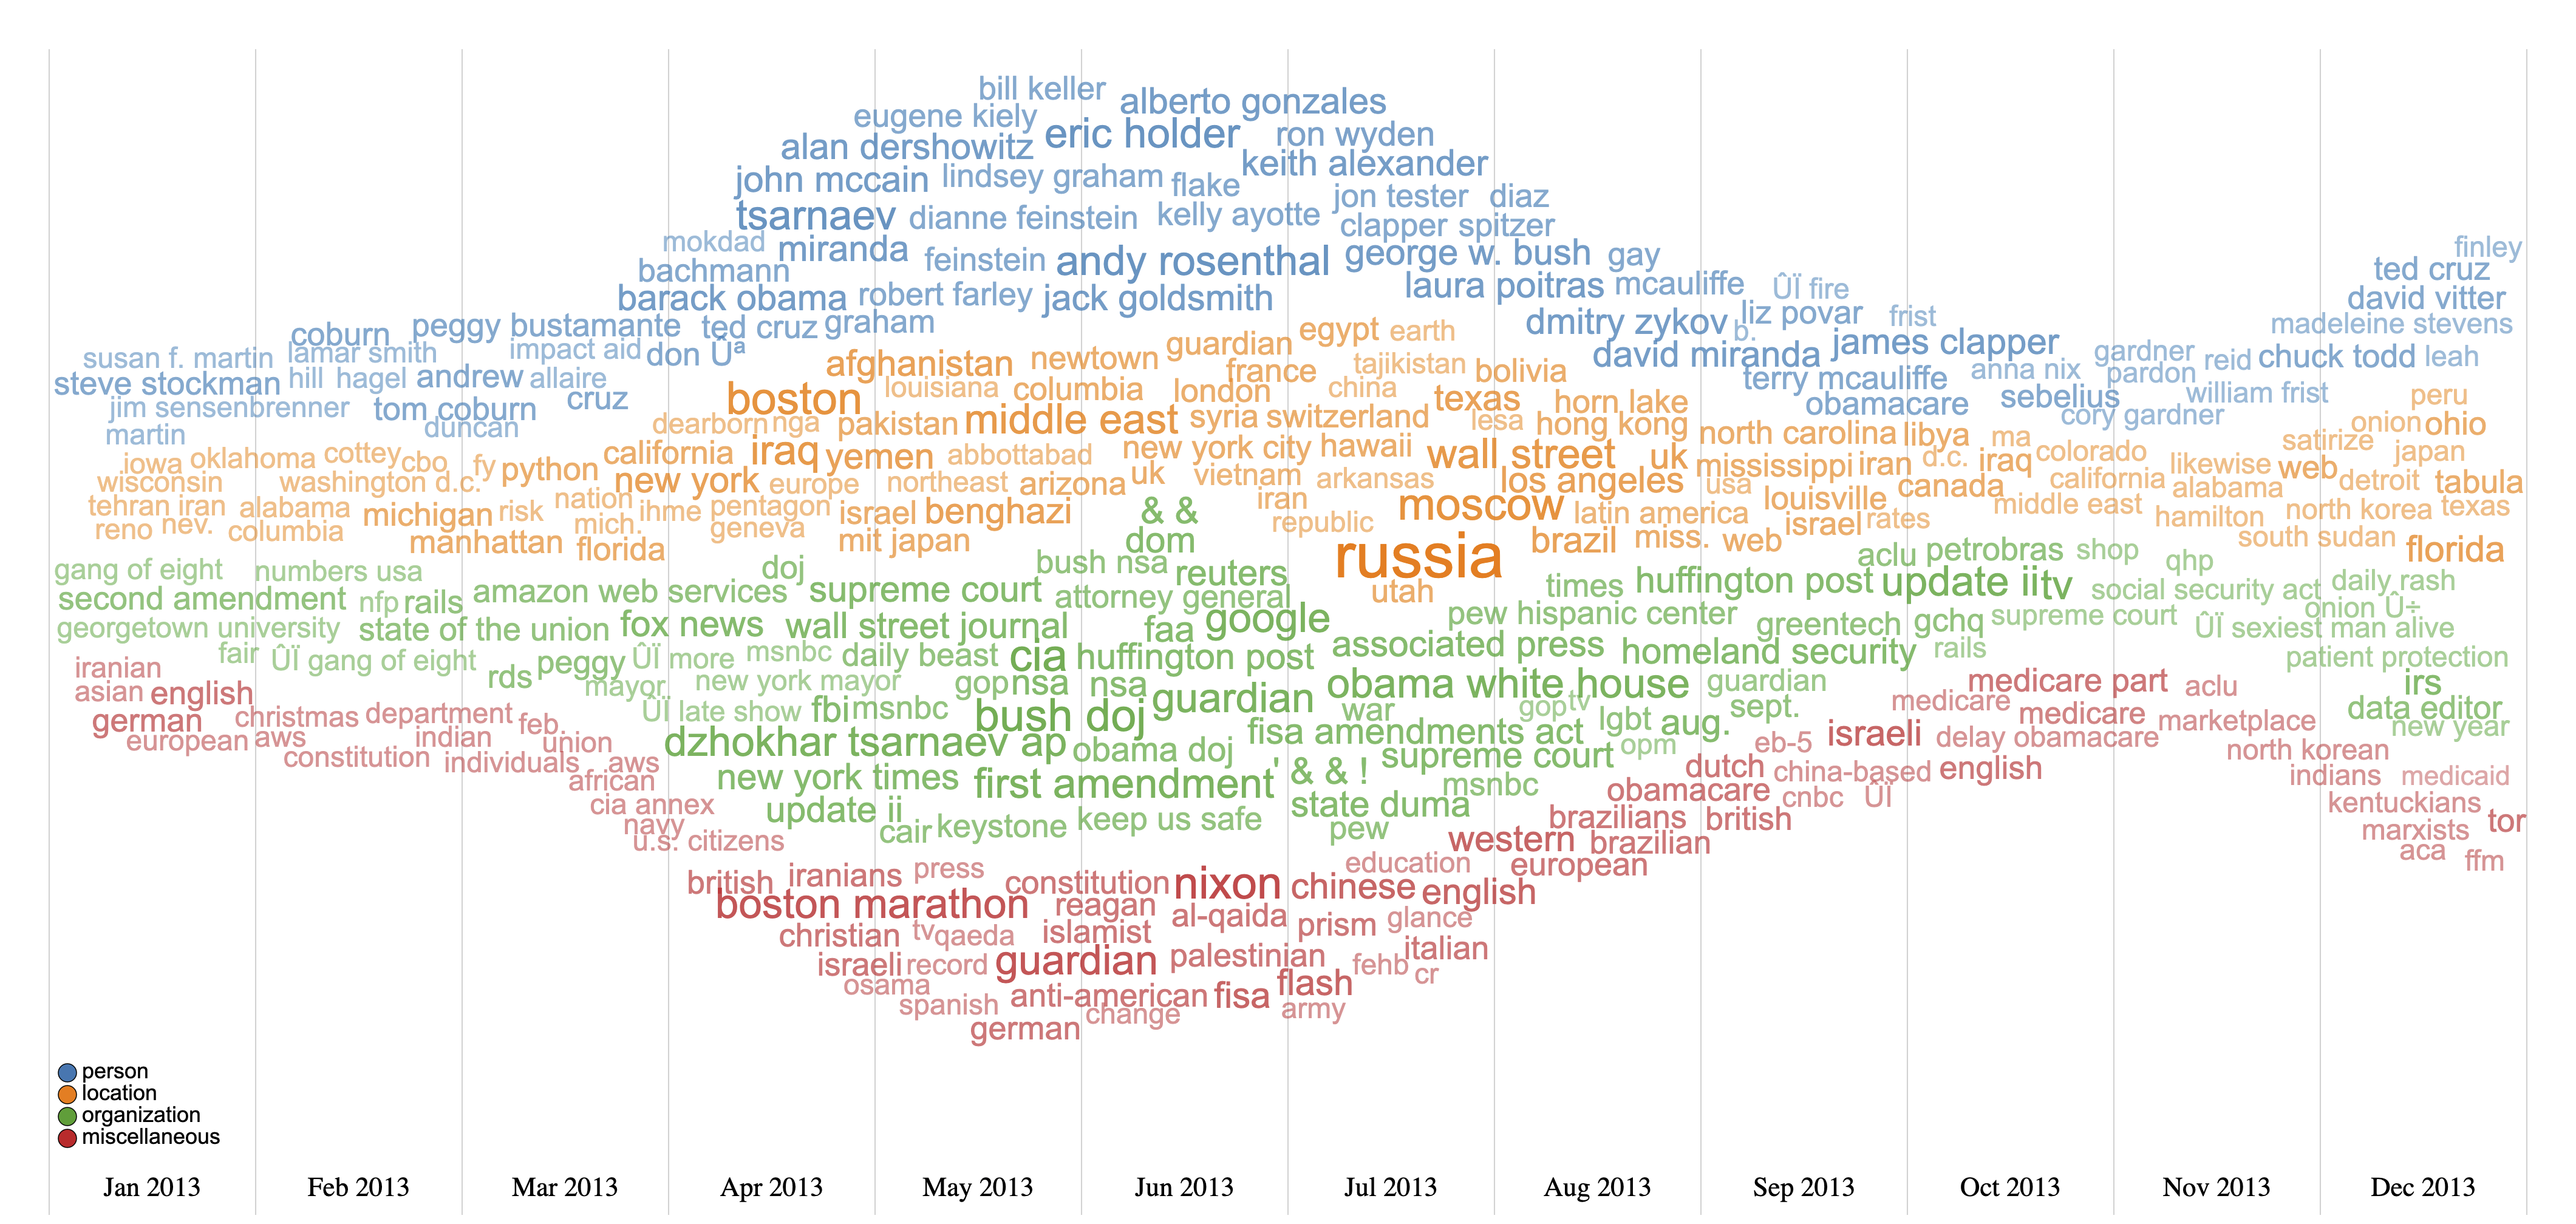 bill keller
alberto gonzales
eugene kiely
eric holder
ron wyden
alan dershowitz
keith alexander
john mccain
lindsey graham
flake
jon tester
diaz
tsarnaev
dianne feinstein
kelly ayotte
clapper spitzer
mokdad
miranda
feinstein
andy rosenthal
george w. bush
gay
finley
bachmann
ted cruz
barack obama
robert farley
jack goldsmith
laura poitras
mcauliffe
ÛÏ fire
david vitter
coburn
peggy bustamante
ted cruz
graham
dmitry zykov
b.
liz povar
frist
madeleine stevens
susan f. martin
lamar smith
impact aid
don Ûª
david miranda
james clapper
gardner
reid
chuck todd
leah
steve stockman
hill
hagel
andrew
allaire
terry mcauliffe
anna nix
pardon
jim sensenbrenner
tom coburn
cruz
obamacare
sebelius
william frist
martin
duncan
cory gardner
guardian
egypt
earth
afghanistan
newtown
france
tajikistan
bolivia
boston
louisiana
columbia
london
china
texas
horn lake
peru
dearborn
nga
pakistan
middle east
syria
switzerland
lesa
hong kong
north carolina
libya
ma
onion
ohio
iowa
oklahoma
cottey
cbo
fy
python
california
iraq
yemen
abbottabad
new york city
hawaii
wall street
uk
mississippi
iran
d.c.
iraq
colorado
satirize
japan
wisconsin
washington d.c.
new york
europe
northeast
arizona
uk
vietnam
arkansas
los angeles
usa
louisville
canada
california
likewise
web
detroit
tabula
tehran
iran
alabama
michigan
risk
nation
ihme
pentagon
israel
benghazi
iran
moscow
latin america
israel
rates
middle east
alabama
hamilton
north korea
texas
reno
nev.
columbia
manhattan
mich.
florida
geneva
mit
japan
republic
russia
brazil
miss.
web
south sudan
florida
utah
& &
dom
gang of eight
numbers usa
doj
bush nsa
reuters
aclu
petrobras
shop
qhp
second amendment
nfp
rails
amazon web services
supreme court
attorney general
times
huffington post
update ii
tv
social security act
daily rash
georgetown university
state of the union
fox news
wall street journal
faa
google
pew hispanic center
greentech
gchq
supreme court
onion Û÷
ÛÏ sexiest man alive
fair
ÛÏ gang of eight
rds
peggy
ÛÏ more
msnbc
daily beast
cia
huffington post
associated press
homeland security
rails
patient protection
mayor
new york mayor
gop
nsa
nsa
guardian
obama white house
guardian
irs
ÛÏ late show
fbi
msnbc
bush doj
war
gop
tv
lgbt
aug.
sept.
data editor
new year
dzhokhar tsarnaev
ap
obama doj
fisa amendments act
supreme court
opm
new york times
first amendment
' & & !
msnbc
update ii
state duma
cair
keystone
keep us safe
pew
iranian
asian
english
medicare part
aclu
german
christmas
department
feb.
medicare
medicare
marketplace
european
aws
indian
union
eb-5
israeli
delay obamacare
north korean
constitution
individuals
aws
dutch
china-based
english
indians
medicaid
african
obamacare
cnbc
ÛÏ
kentuckians
cia annex
brazilians
british
marxists
tor
navy
u.s. citizens
western
brazilian
aca
ffm
british
iranians
press
constitution
nixon
education
chinese
european
boston marathon
reagan
al-qaida
english
christian
tv
qaeda
islamist
prism
glance
israeli
record
guardian
palestinian
fehb
italian
cr
osama
spanish
anti-american
fisa
flash
german
change
army
person
location
organization
miscellaneous
Jan 2013
Feb 2013
Mar 2013
Apr 2013
May 2013
Jun 2013
Jul 2013
Aug 2013
Sep 2013
Oct 2013
Nov 2013
Dec 2013